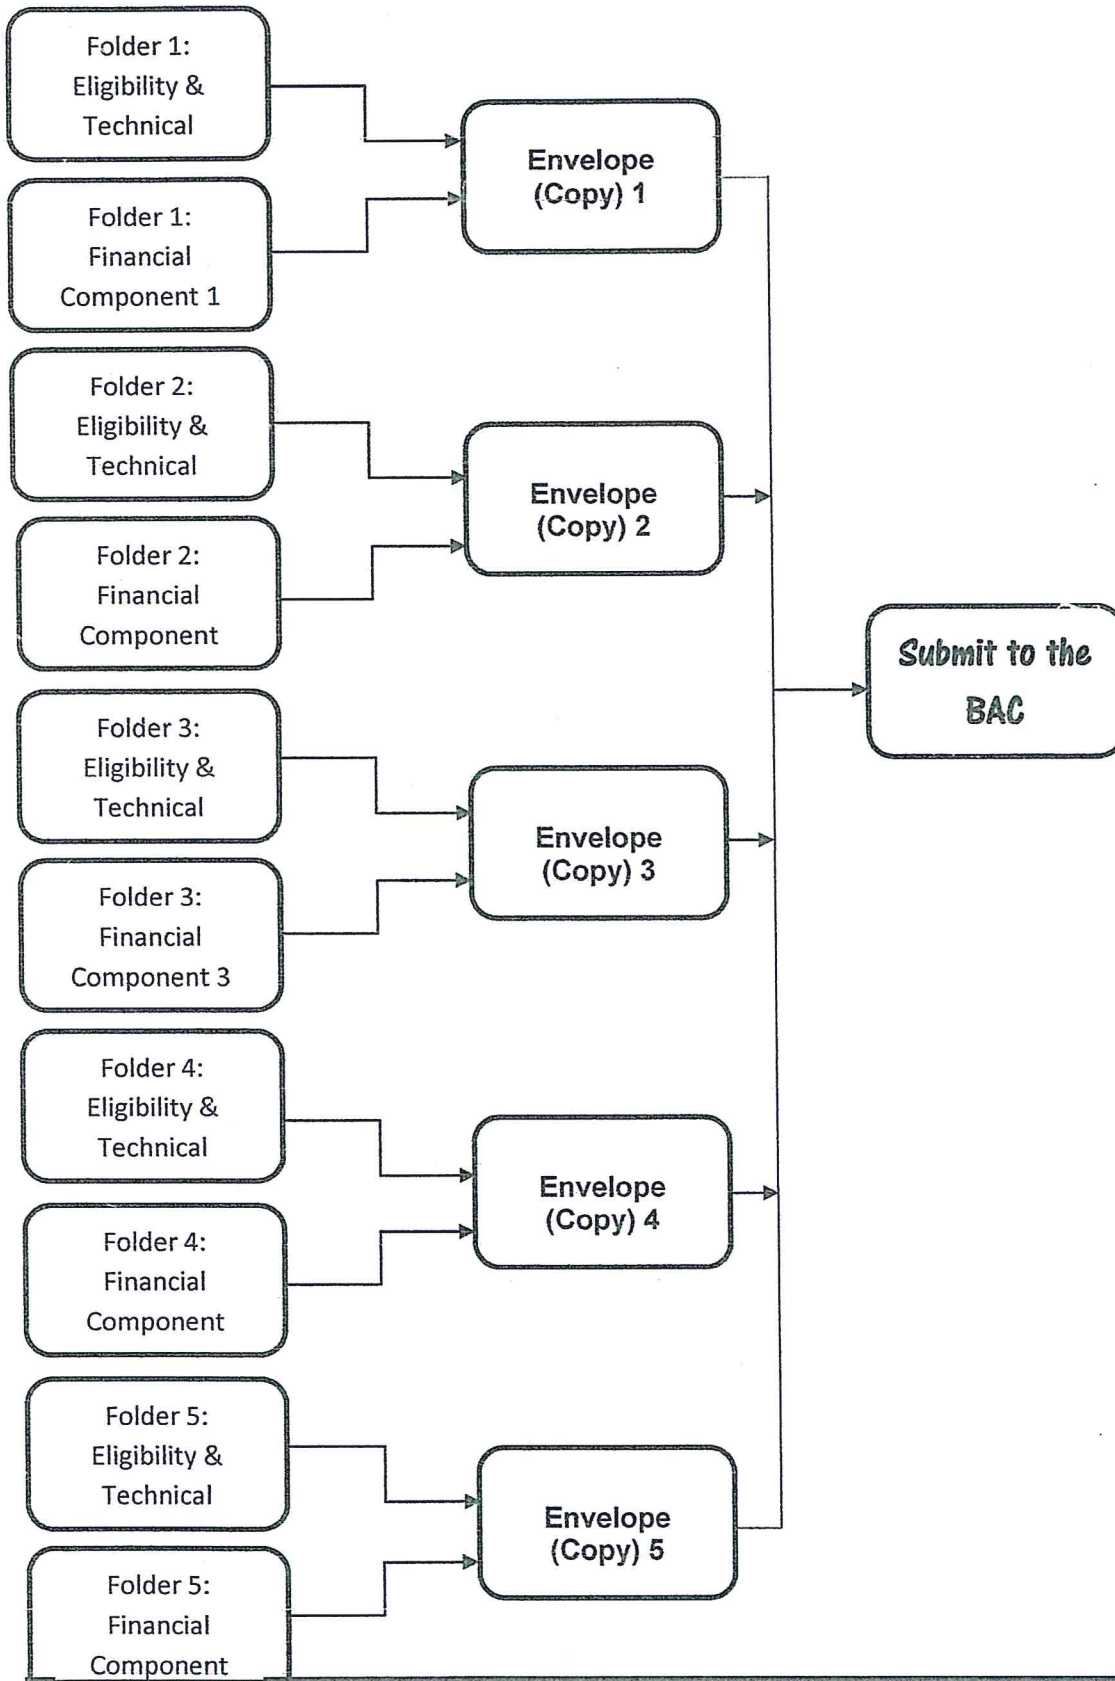 Folder 1:
Eligibility &
Technical
Envelope
(Copy) 1
Folder 1:
Financial
Component 1
Folder 2:
Eligibility &
Technical
Envelope
(Copy) 2
Folder 2:
Financial
Component
Submit to the
BAC
Folder 3:
Eligibility &
Technical
Envelope
(Copy) 3
Folder 3:
Financial
Component 3
Folder 4:
Eligibility &
Technical
Envelope
(Copy) 4
Folder 4:
Financial
Component
Folder 5:
Eligibility &
Technical
Envelope
(Copy) 5
Folder 5:
Financial
Component